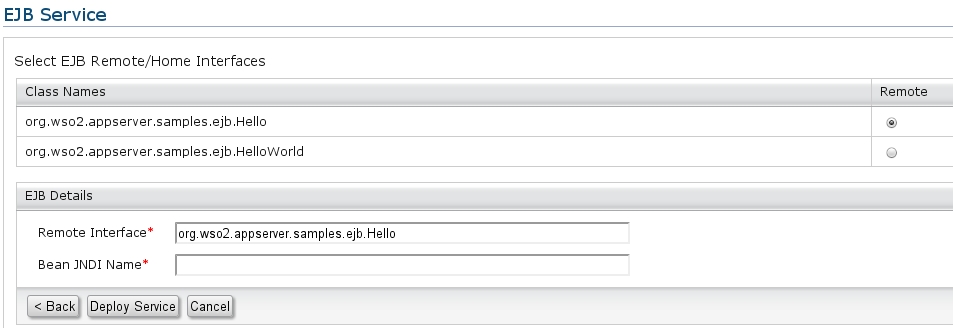 EJB Service
Select EJB Remote/Home Interfaces
Class Names Remote
org.wso2.appserver.samples.ejb.Hello
org.wso2.appserver.samples.ejb.HelloWorld
EJB Details
Remote Interface* org.wso2.appserver.samples.ejb.Hello
Bean JNDI Name*
< Back Deploy Service Cancel